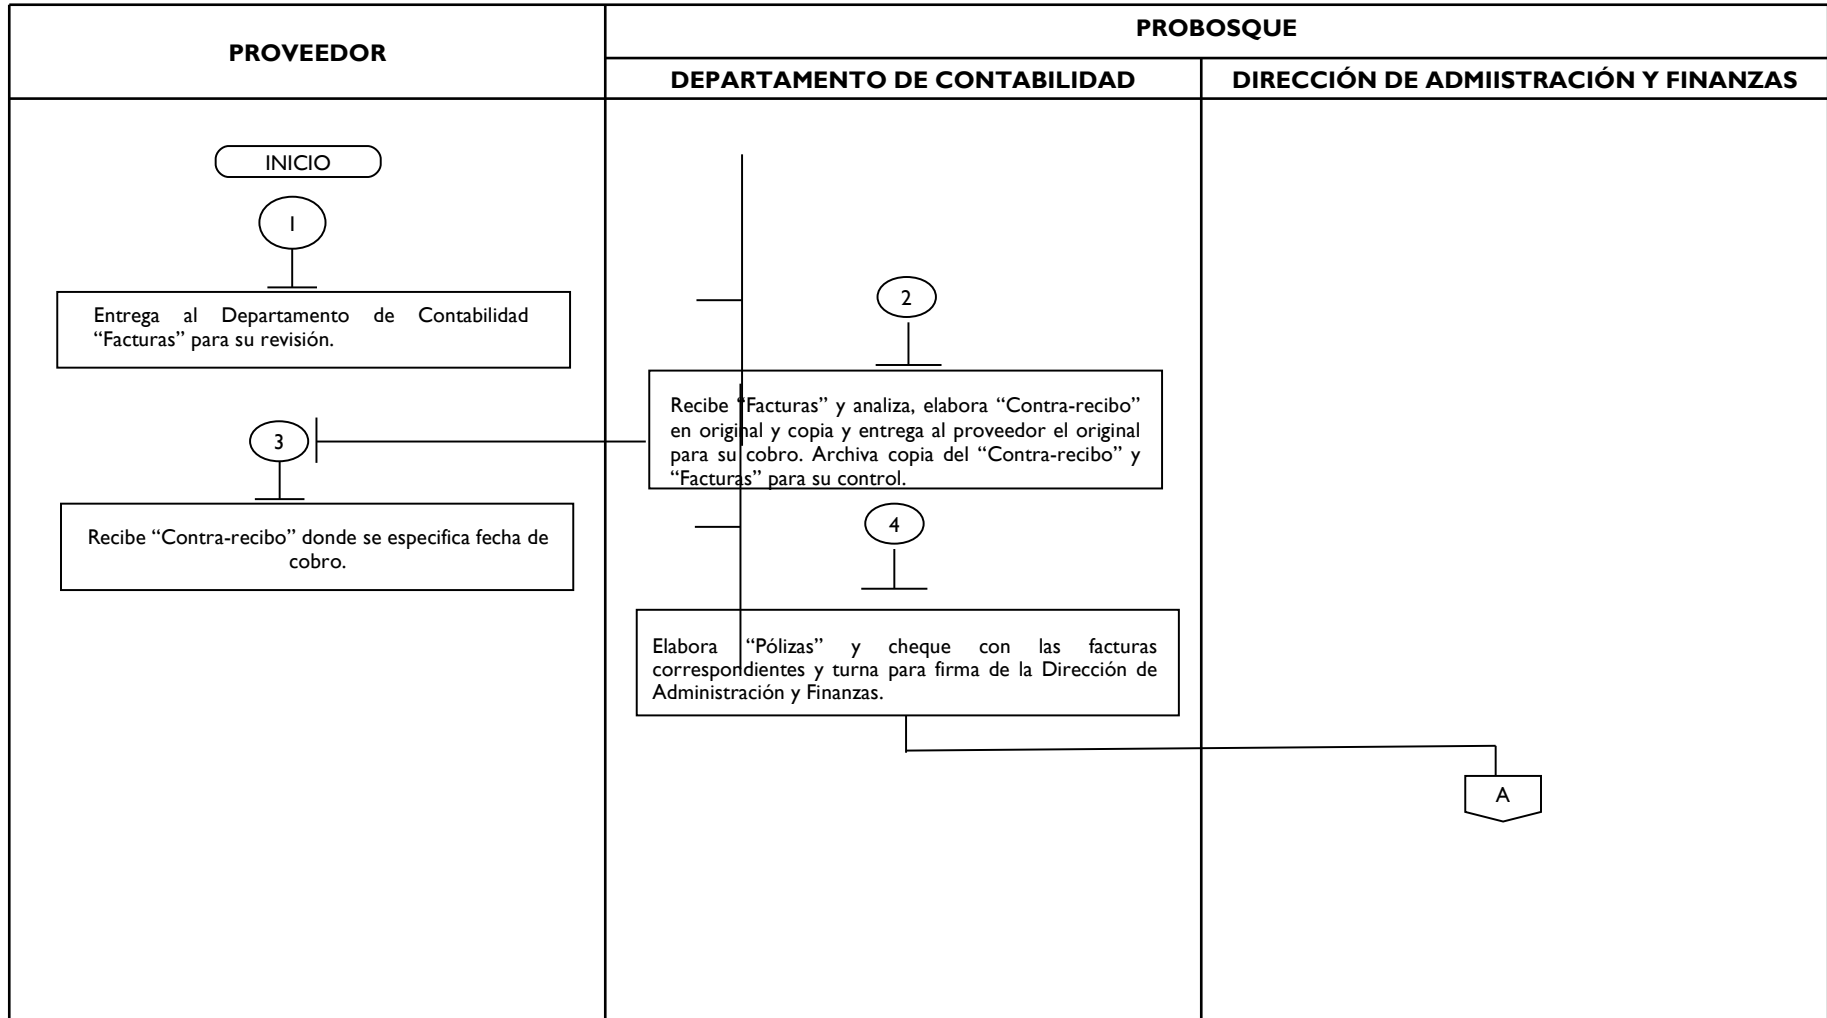 PROVEEDOR
PROBOSQUE
DEPARTAMENTO DE CONTABILIDAD
DIRECCIÓN DE ADMIISTRACIÓN Y FINANZAS
INICIO
1
Entrega al Departamento de Contabilidad
“Facturas” para su revisión.
2
Recibe “Facturas” y analiza, elabora “Contra-recibo”
en original y copia y entrega al proveedor el original
para su cobro. Archiva copia del “Contra-recibo” y
“Facturas” para su control.
3
Recibe “Contra-recibo” donde se especifica fecha de
cobro.
4
Elabora “Pólizas” y cheque con las facturas
correspondientes y turna para firma de la Dirección de
Administración y Finanzas.
A